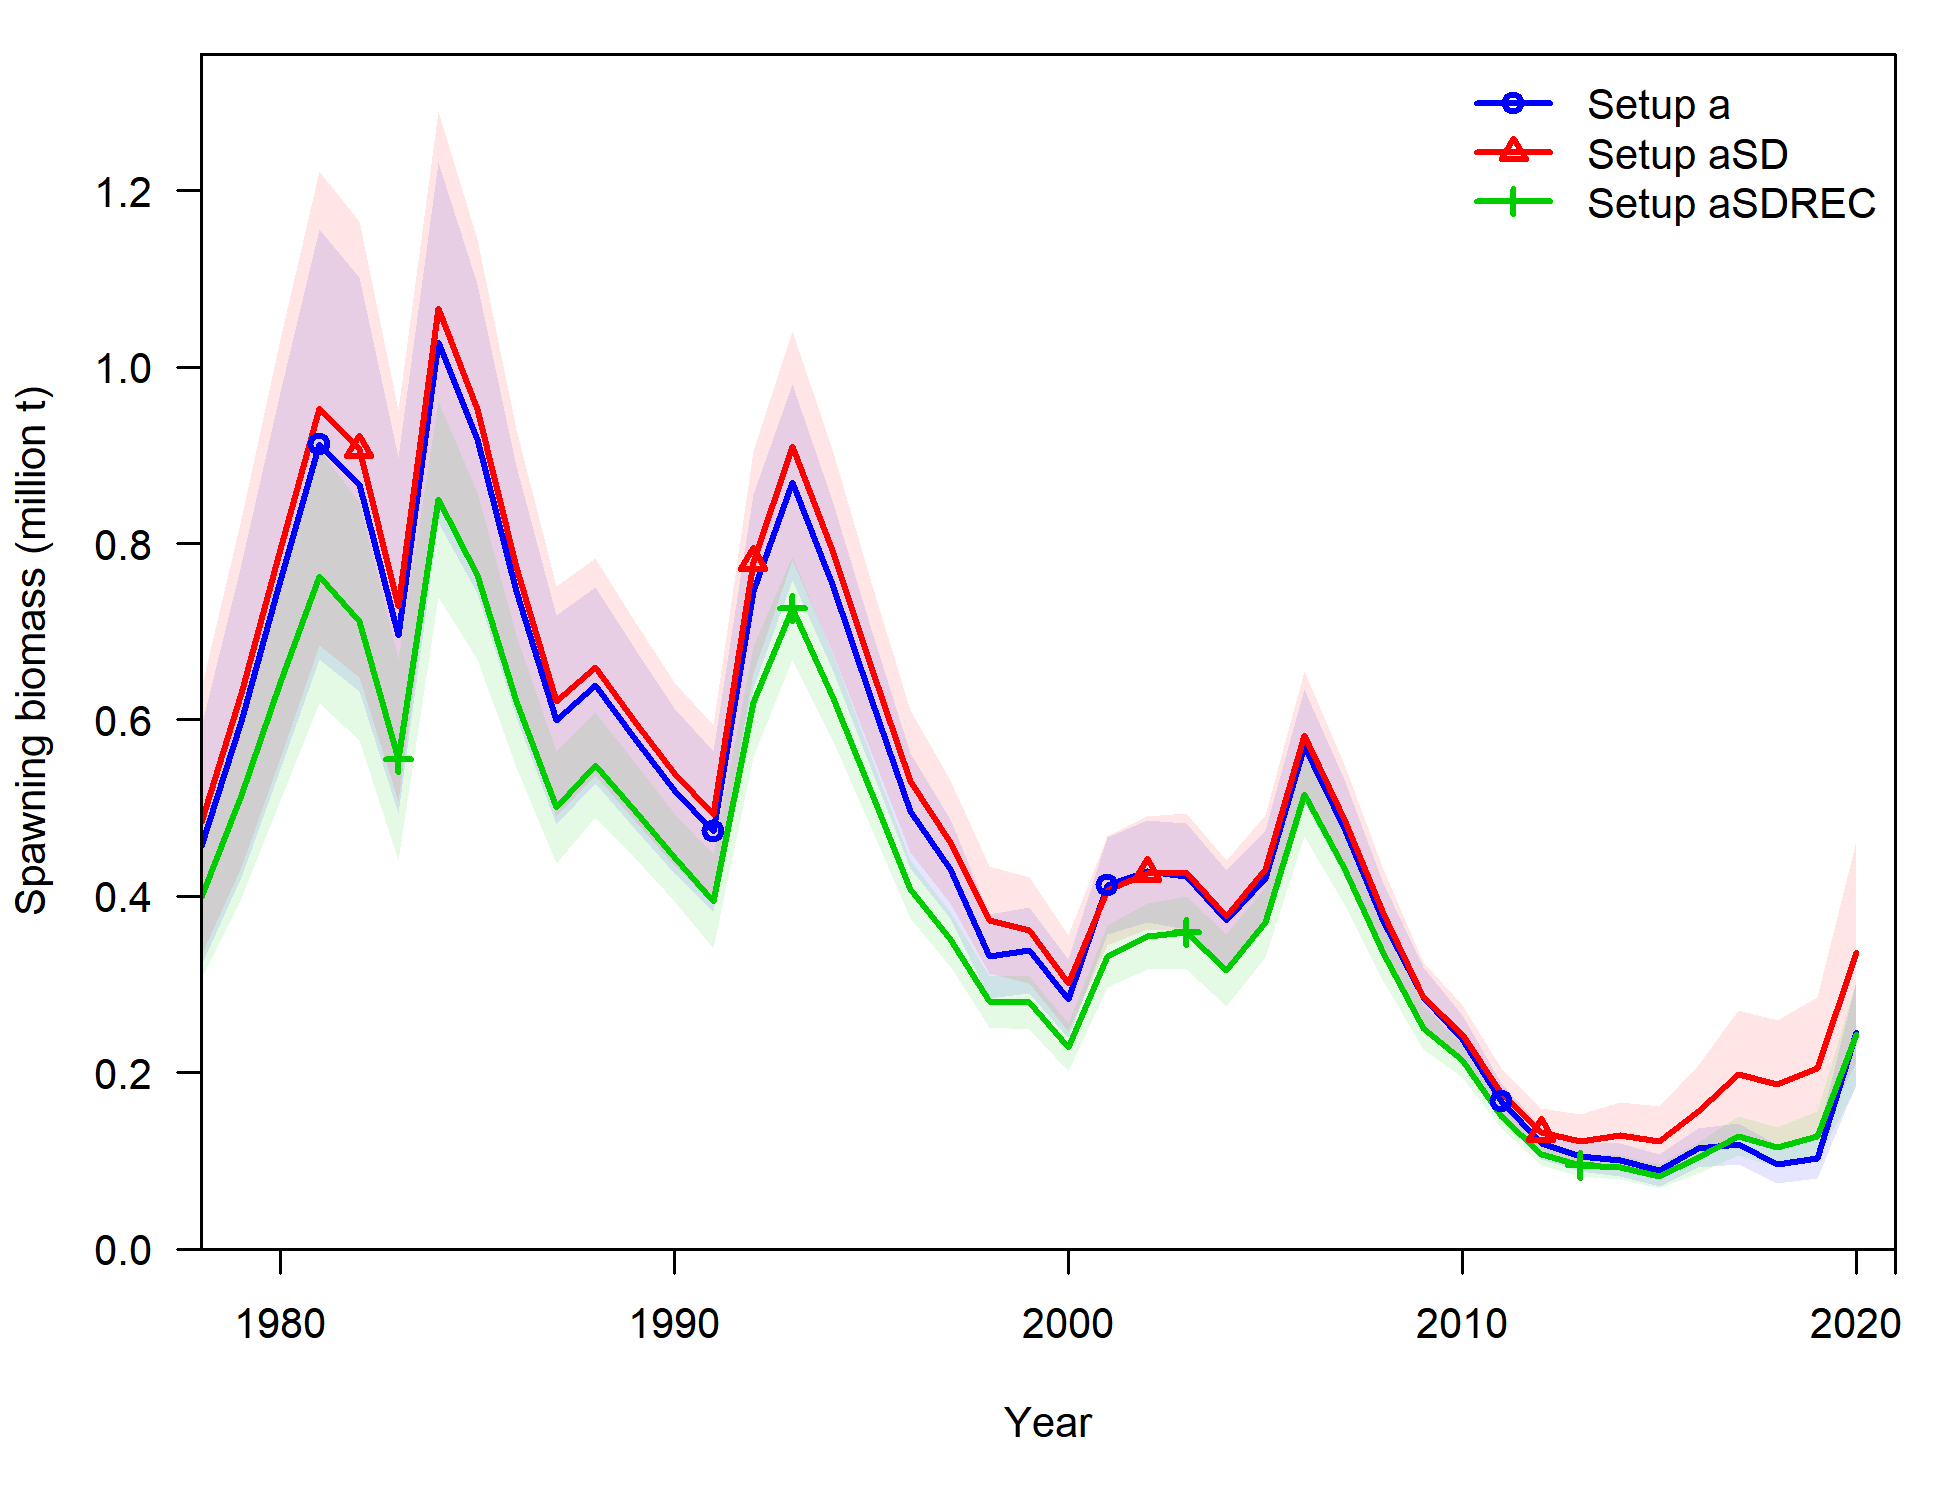 Setup a
Setup aSD
Setup aSDREC
Spawning biomass (million t)
1.2
1.0
0.8
0.6
0.4
0.2
0.0
1980 1990 2000 2010 2020
Year